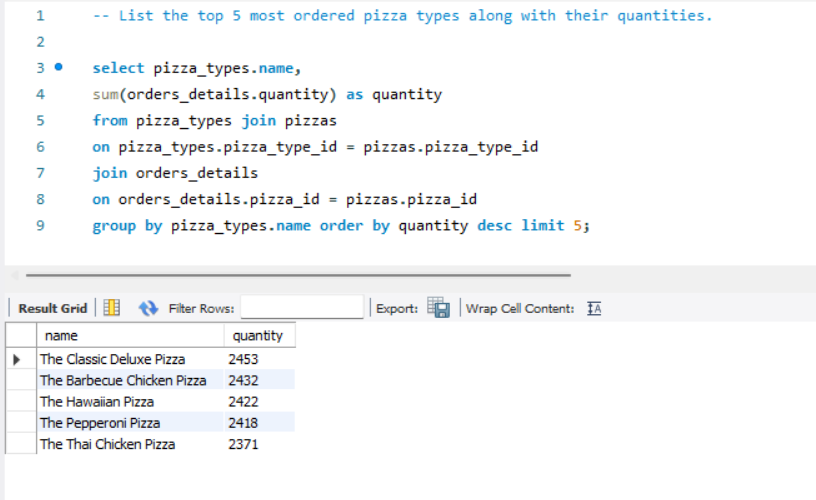 1 -- List the top 5 most ordered pizza types along with their quantities.
2
3 select pizza_types.name,
4 sum(orders_details.quantity) as quantity
5 from pizza_types join pizzas
6 on pizza_types.pizza_type_id = pizzas.pizza_type_id
7 join orders_details
8 on orders_details.pizza_id = pizzas.pizza_id
9 group by pizza_types.name order by quantity desc limit 5;
Result Grid Filter Rows: Export: Wrap Cell Content: IA
name quantity
The Classic Deluxe Pizza 2453
The Barbecue Chicken Pizza 2432
The Hawaiian Pizza 2422
The Pepperoni Pizza 2418
The Thai Chicken Pizza 2371